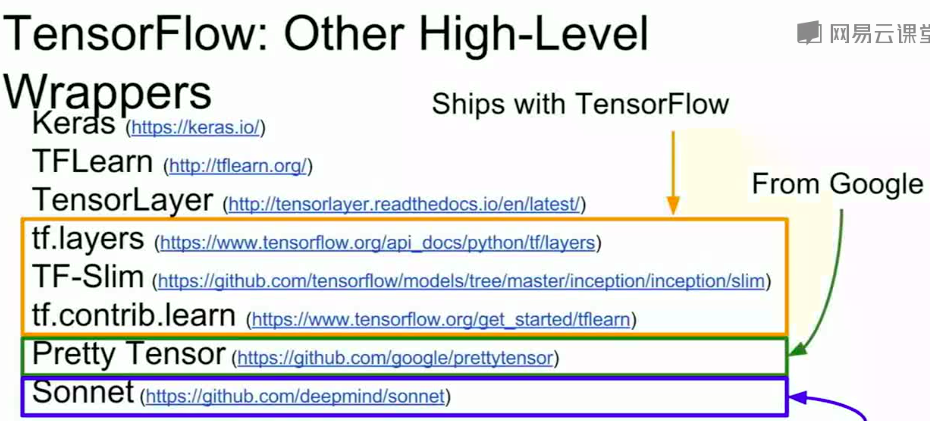 TensorFlow: Other High-Level
Wrappers
网易云课堂
Ships with TensorFlow
From Google
Keras (https://keras.io/)
TFLearn (http://tflearn.org/)
TensorLayer (http://tensorlayer.readthedocs.io/en/latest/)
tf.layers (https://www.tensorflow.org/api_docs/python/tf/layers)
TF-Slim (https://github.com/tensorflow/models/tree/master/inception/inception/slim)
tf.contrib.learn (https://www.tensorflow.org/get_started/tflearn)
Pretty Tensor (https://github.com/google/prettytensor)
Sonnet (https://github.com/deepmind/sonnet)